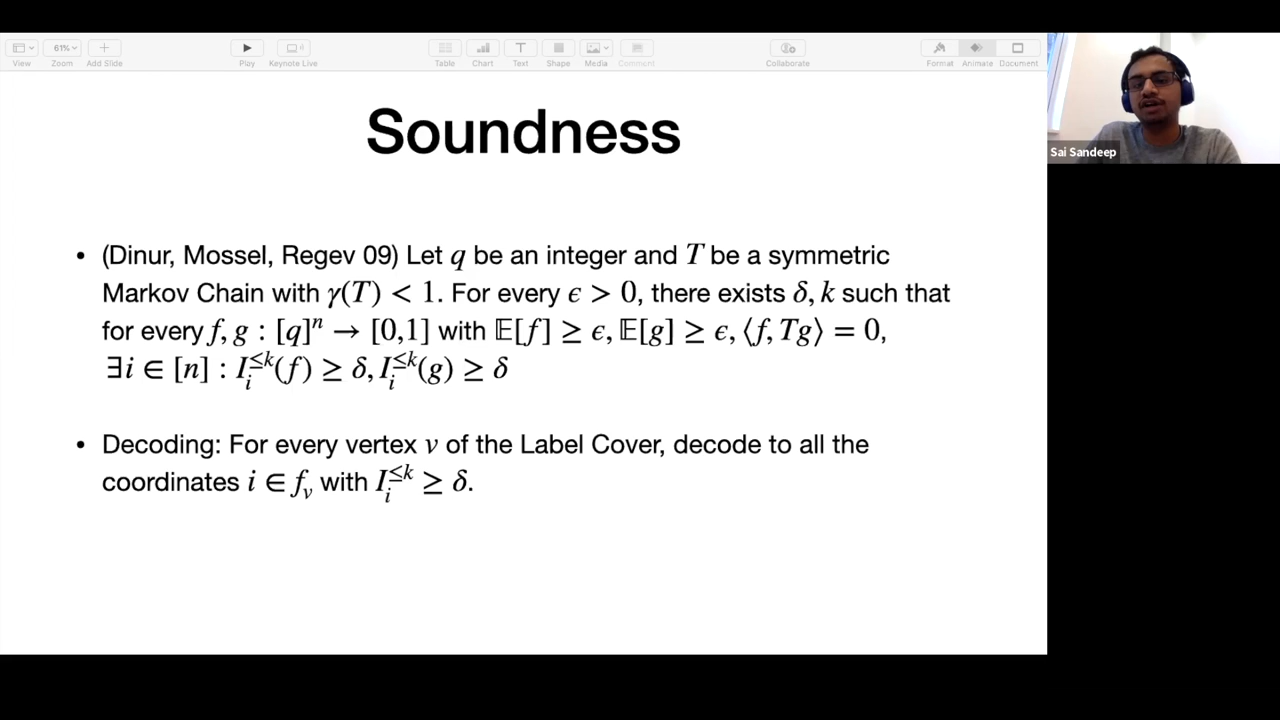 View
61%
Zoom
Add Slide
Play
Keynote Live
Table
Chart
Text
Shape
Media
Comment
Collaborate
Format
Animate
Document
Sai Sandeep
Soundness
• (Dinur, Mossel, Regev 09) Let q be an integer and T be a symmetric
Markov Chain with γ(T) < 1. For every ϵ > 0, there exists δ, k such that
for every f, g : [q]ⁿ → [0,1] with 𝔼[f] ≥ ϵ, 𝔼[g] ≥ ϵ, ⟨f, Tg⟩ = 0,
∃i ∈ [n] : I_i^{≤k}(f) ≥ δ, I_i^{≤k}(g) ≥ δ
• Decoding: For every vertex v of the Label Cover, decode to all the
coordinates i ∈ f_v with I_i^{≤k} ≥ δ.